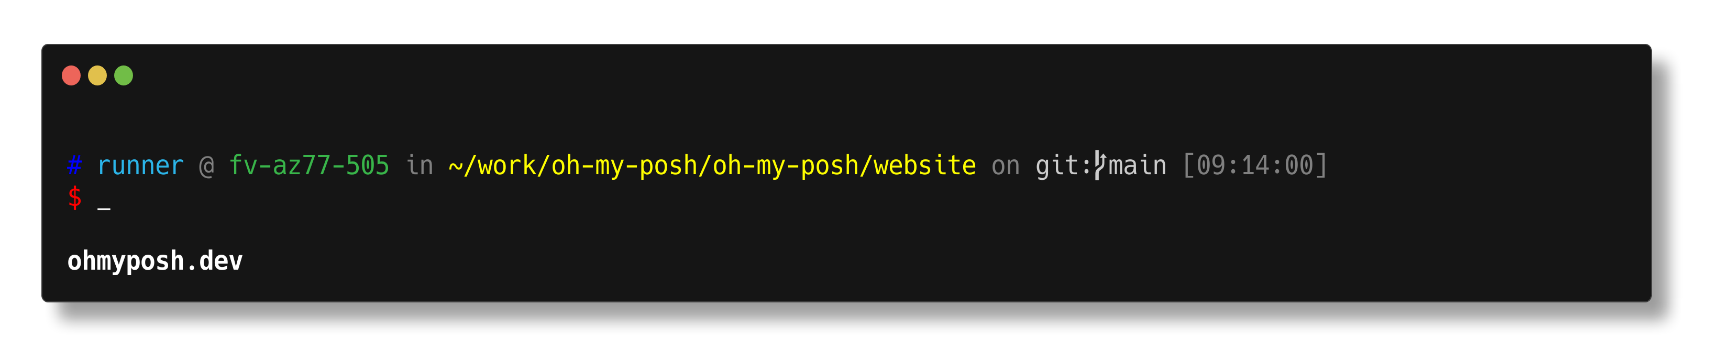 # runner @ fv-az77-505 in ~/work/oh-my-posh/oh-my-posh/website on git:main [09:14:00]
$ _
ohmyposh.dev